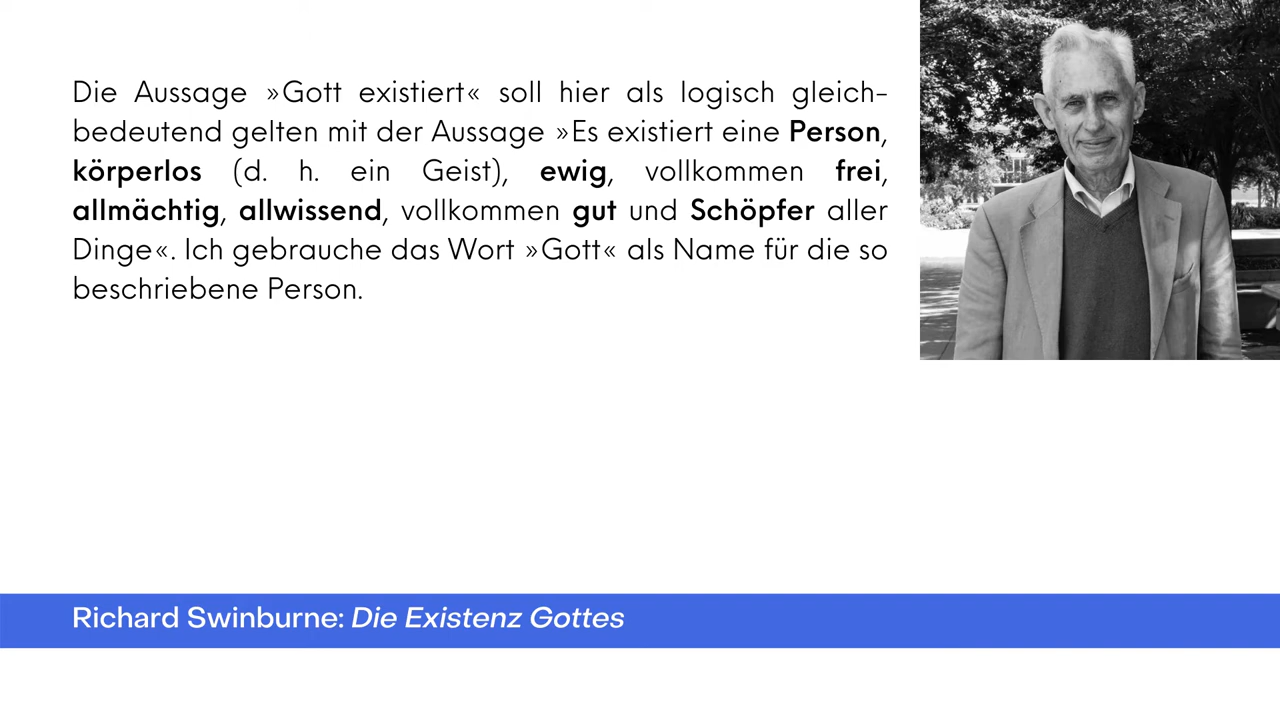 Die Aussage »Gott existiert« soll hier als logisch gleich-
bedeutend gelten mit der Aussage »Es existiert eine Person,
körperlos (d. h. ein Geist), ewig, vollkommen frei,
allmächtig, allwissend, vollkommen gut und Schöpfer aller
Dinge«. Ich gebrauche das Wort »Gott« als Name für die so
beschriebene Person.
Richard Swinburne: Die Existenz Gottes